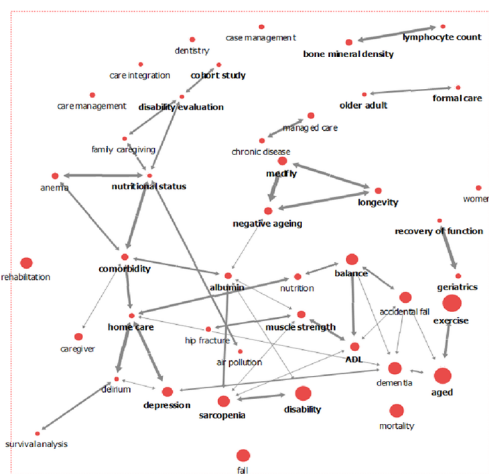 case management
lymphocyte count
dentistry
bone mineral density
care integration
cohort study
care management
disability evaluation
older adult
formal care
managed care
family caregiving
chronic disease
medfly
anemia
nutritional status
longevity
women
negative ageing
recovery of function
rehabilitation
comorbidity
albumin
nutrition
balance
geriatrics
accidental fall
exercise
home care
muscle strength
caregiver
hip fracture
air pollution
ADL
delirium
dementia
depression
sarcopenia
disability
aged
mortality
survival analysis
fall